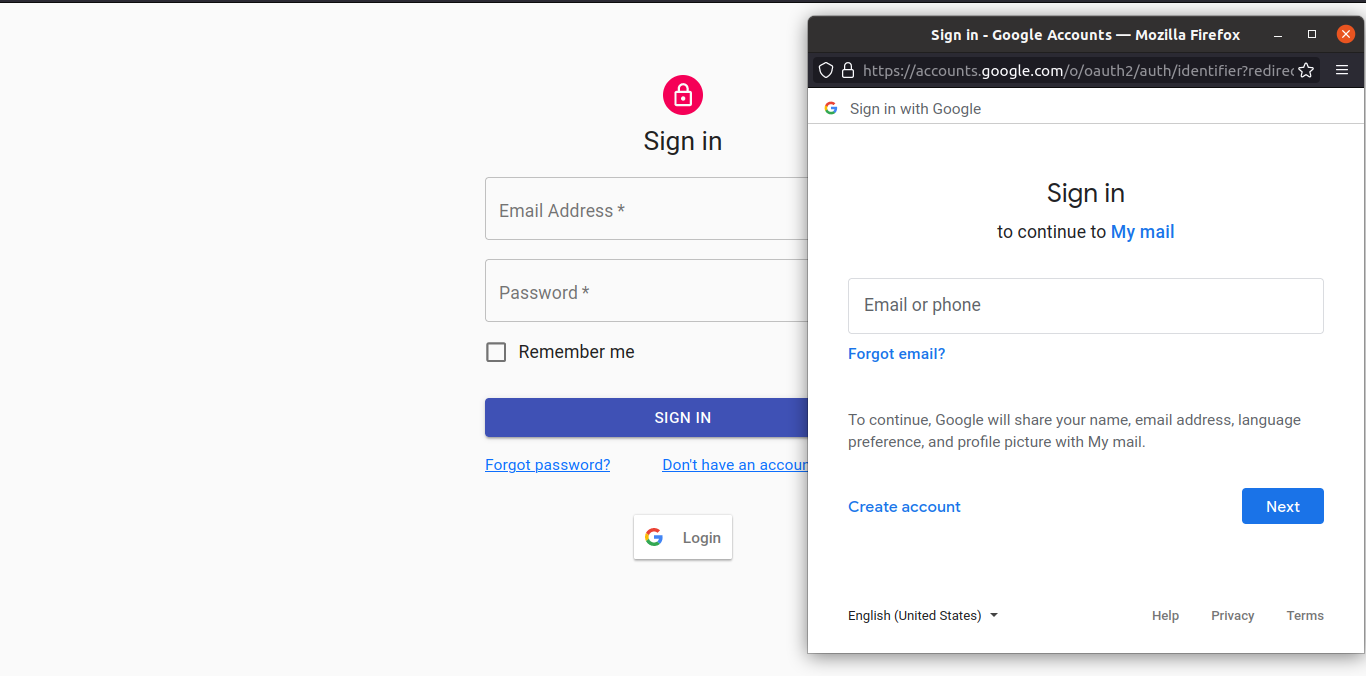 Sign in
Email Address *
Password *
Remember me
SIGN IN
Forgot password?
Don't have an accoun
Login
Sign in - Google Accounts — Mozilla Firefox
https://accounts.google.com/o/oauth2/auth/identifier?redirec
Sign in with Google
Sign in
to continue to My mail
Email or phone
Forgot email?
To continue, Google will share your name, email address, language
preference, and profile picture with My mail.
Create account
Next
English (United States)
Help
Privacy
Terms